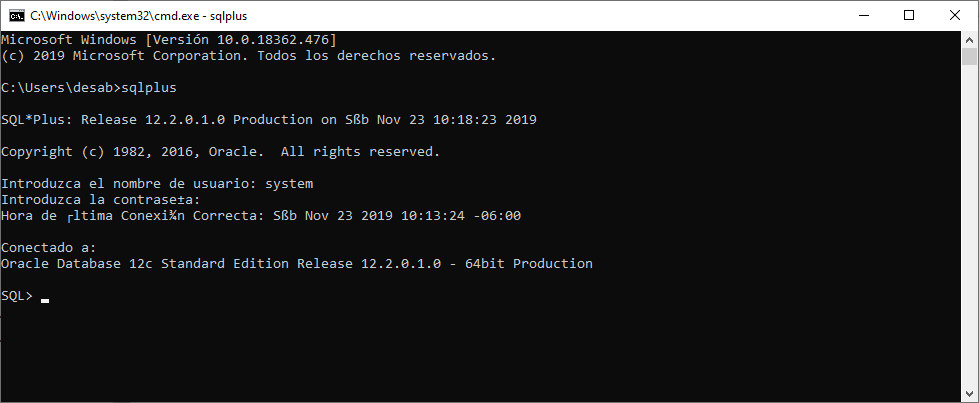 C:\Windows\system32\cmd.exe - sqlplus
Microsoft Windows [Versión 10.0.18362.476]
(c) 2019 Microsoft Corporation. Todos los derechos reservados.
C:\Users\desab>sqlplus
SQL*Plus: Release 12.2.0.1.0 Production on Sßb Nov 23 10:18:23 2019
Copyright (c) 1982, 2016, Oracle.  All rights reserved.
Introduzca el nombre de usuario: system
Introduzca la contrase±a:
Hora de ┌ltima Conexi¾n Correcta: Sßb Nov 23 2019 10:13:24 -06:00
Conectado a:
Oracle Database 12c Standard Edition Release 12.2.0.1.0 - 64bit Production
SQL>